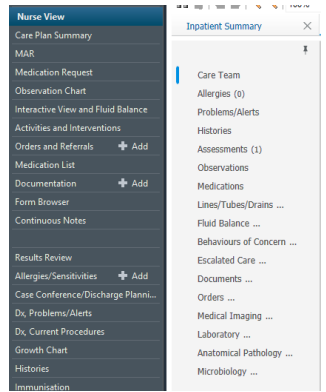 Nurse View
Care Plan Summary
MAR
Medication Request
Observation Chart
Interactive View and Fluid Balance
Activities and Interventions
Orders and Referrals + Add
Medication List
Documentation + Add
Form Browser
Continuous Notes
Results Review
Allergies/Sensitivities + Add
Case Conference/Discharge Planni...
Dx, Problems/Alerts
Dx, Current Procedures
Growth Chart
Histories
Immunisation
Inpatient Summary
Care Team
Allergies (0)
Problems/Alerts
Histories
Assessments (1)
Observations
Medications
Lines/Tubes/Drains ...
Fluid Balance ...
Behaviours of Concern ...
Escalated Care ...
Documents ...
Orders ...
Medical Imaging ...
Laboratory ...
Anatomical Pathology ...
Microbiology ...